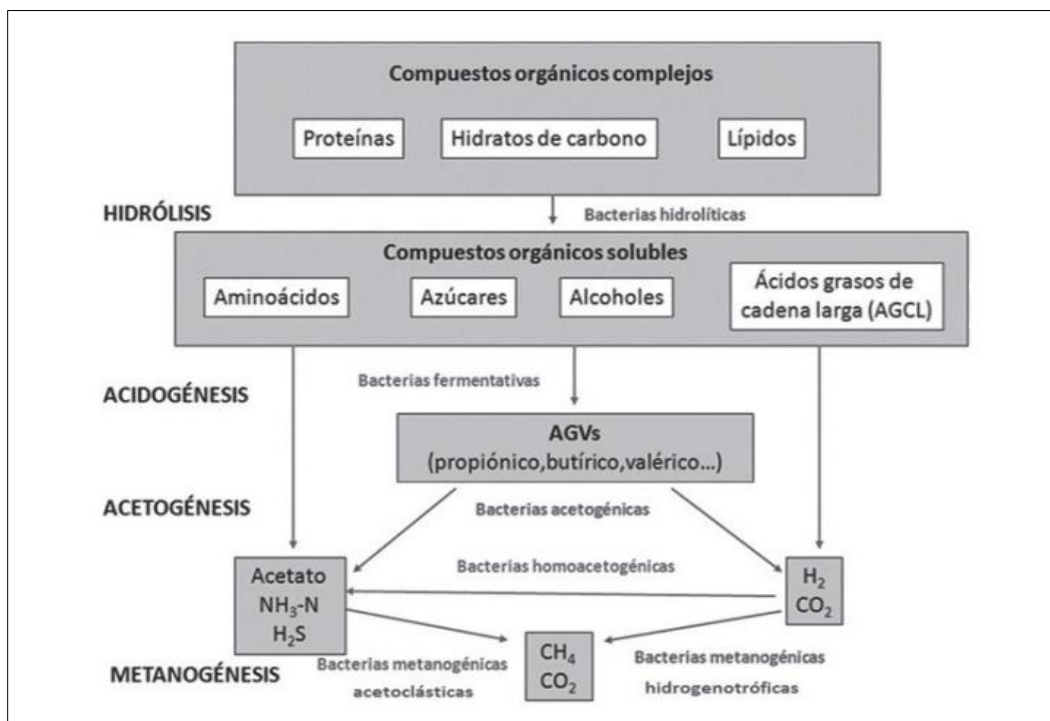 Compuestos orgánicos complejos
Proteínas
Hidratos de carbono
Lípidos
HIDRÓLISIS
Bacterias hidrolíticas
Compuestos orgánicos solubles
Aminoácidos
Azúcares
Alcoholes
Ácidos grasos de
cadena larga (AGCL)
Bacterias fermentativas
ACIDOGÉNESIS
AGVs
(propiónico,butírico,valérico...)
ACETOGÉNESIS
Bacterias acetogénicas
Bacterias homoacetogénicas
Acetato
NH₃-N
H₂S
H₂
CO₂
METANOGÉNESIS
Bacterias metanogénicas
acetoclásticas
CH₄
CO₂
Bacterias metanogénicas
hidrogenotróficas